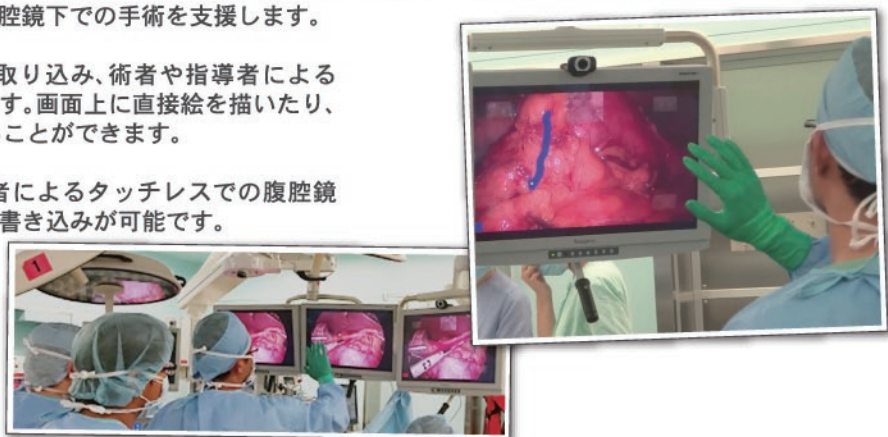 腔鏡下での手術を支援します。
取り込み、術者や指導者による
す。画面上に直接絵を描いたり、
ことができます。
者によるタッチレスでの腹腔鏡
書き込みが可能です。
1